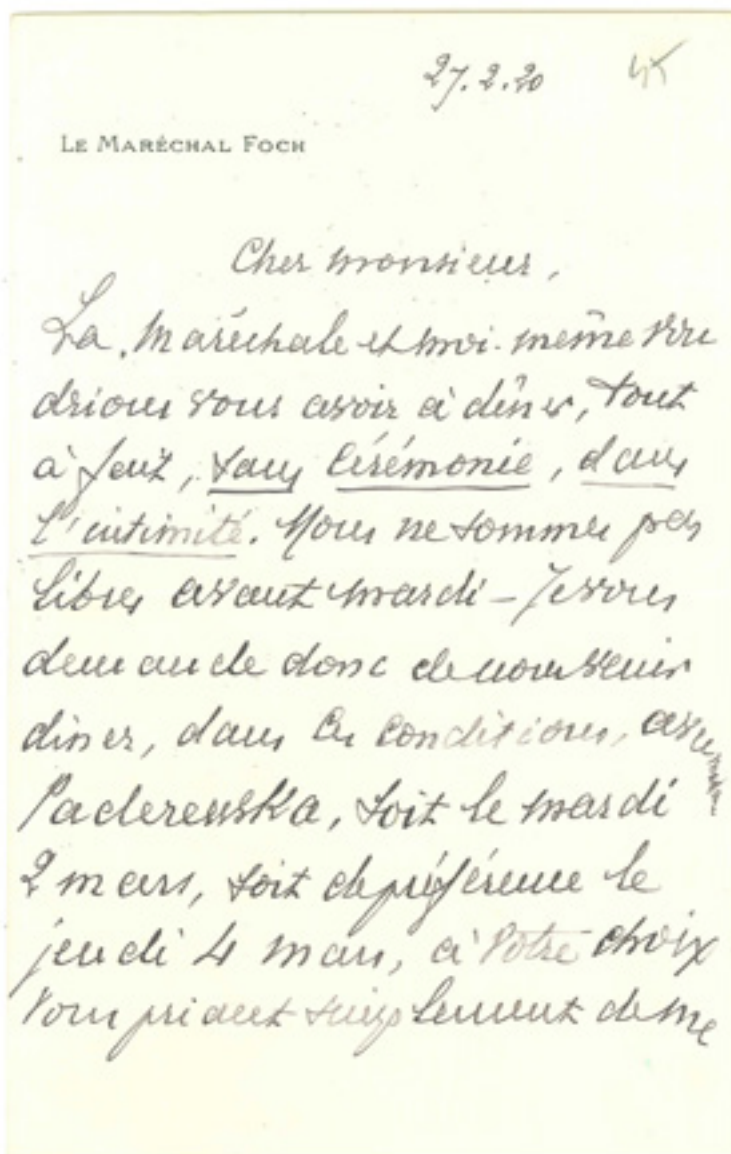 27.2.20
LE MARÉCHAL FOCH
Cher monsieur,
La Maréchale et moi-même vou
drions vous avoir à dîner, tout
à fait, sans cérémonie, dans
l'intimité. Nous ne sommes pas
libres avant mardi – Je vous
demande donc de nous venir
dîner, dans ces conditions, avec
Paderewska, soit le mardi
2 mars, soit de préférence le
jeudi 4 mars, à votre choix
vous priant simplement de me